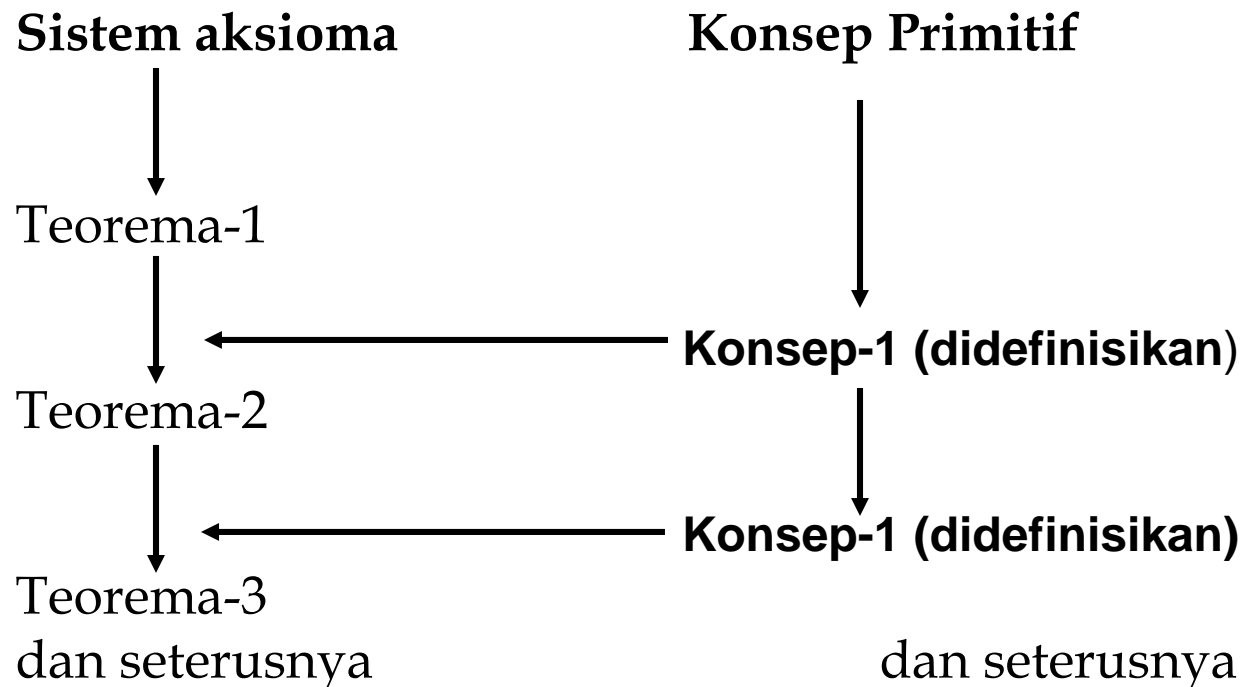 Sistem aksioma
Konsep Primitif
Teorema-1
Konsep-1 (didefinisikan)
Teorema-2
Konsep-1 (didefinisikan)
Teorema-3
dan seterusnya
dan seterusnya